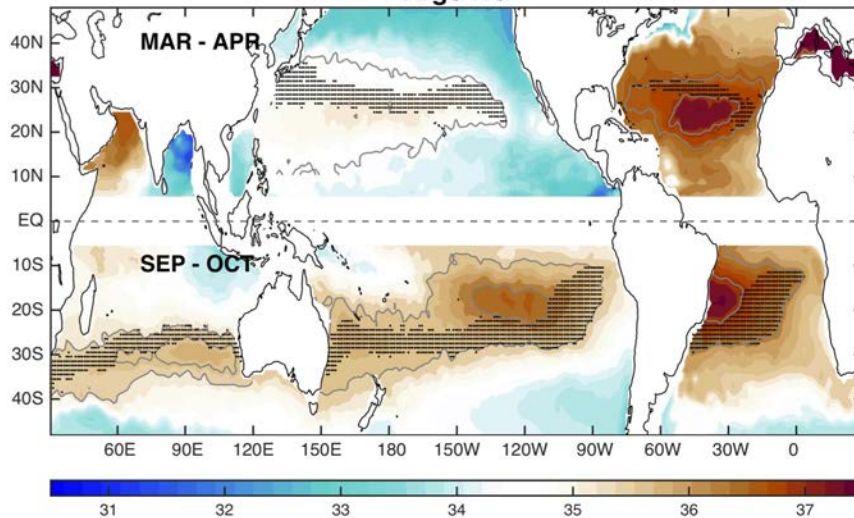 MAR - APR
40N
30N
20N
10N
EQ
SEP - OCT
10S
20S
30S
40S
60E 90E 120E 150E 180 150W 120W 90W 60W 30W 0
31 32 33 34 35 36 37